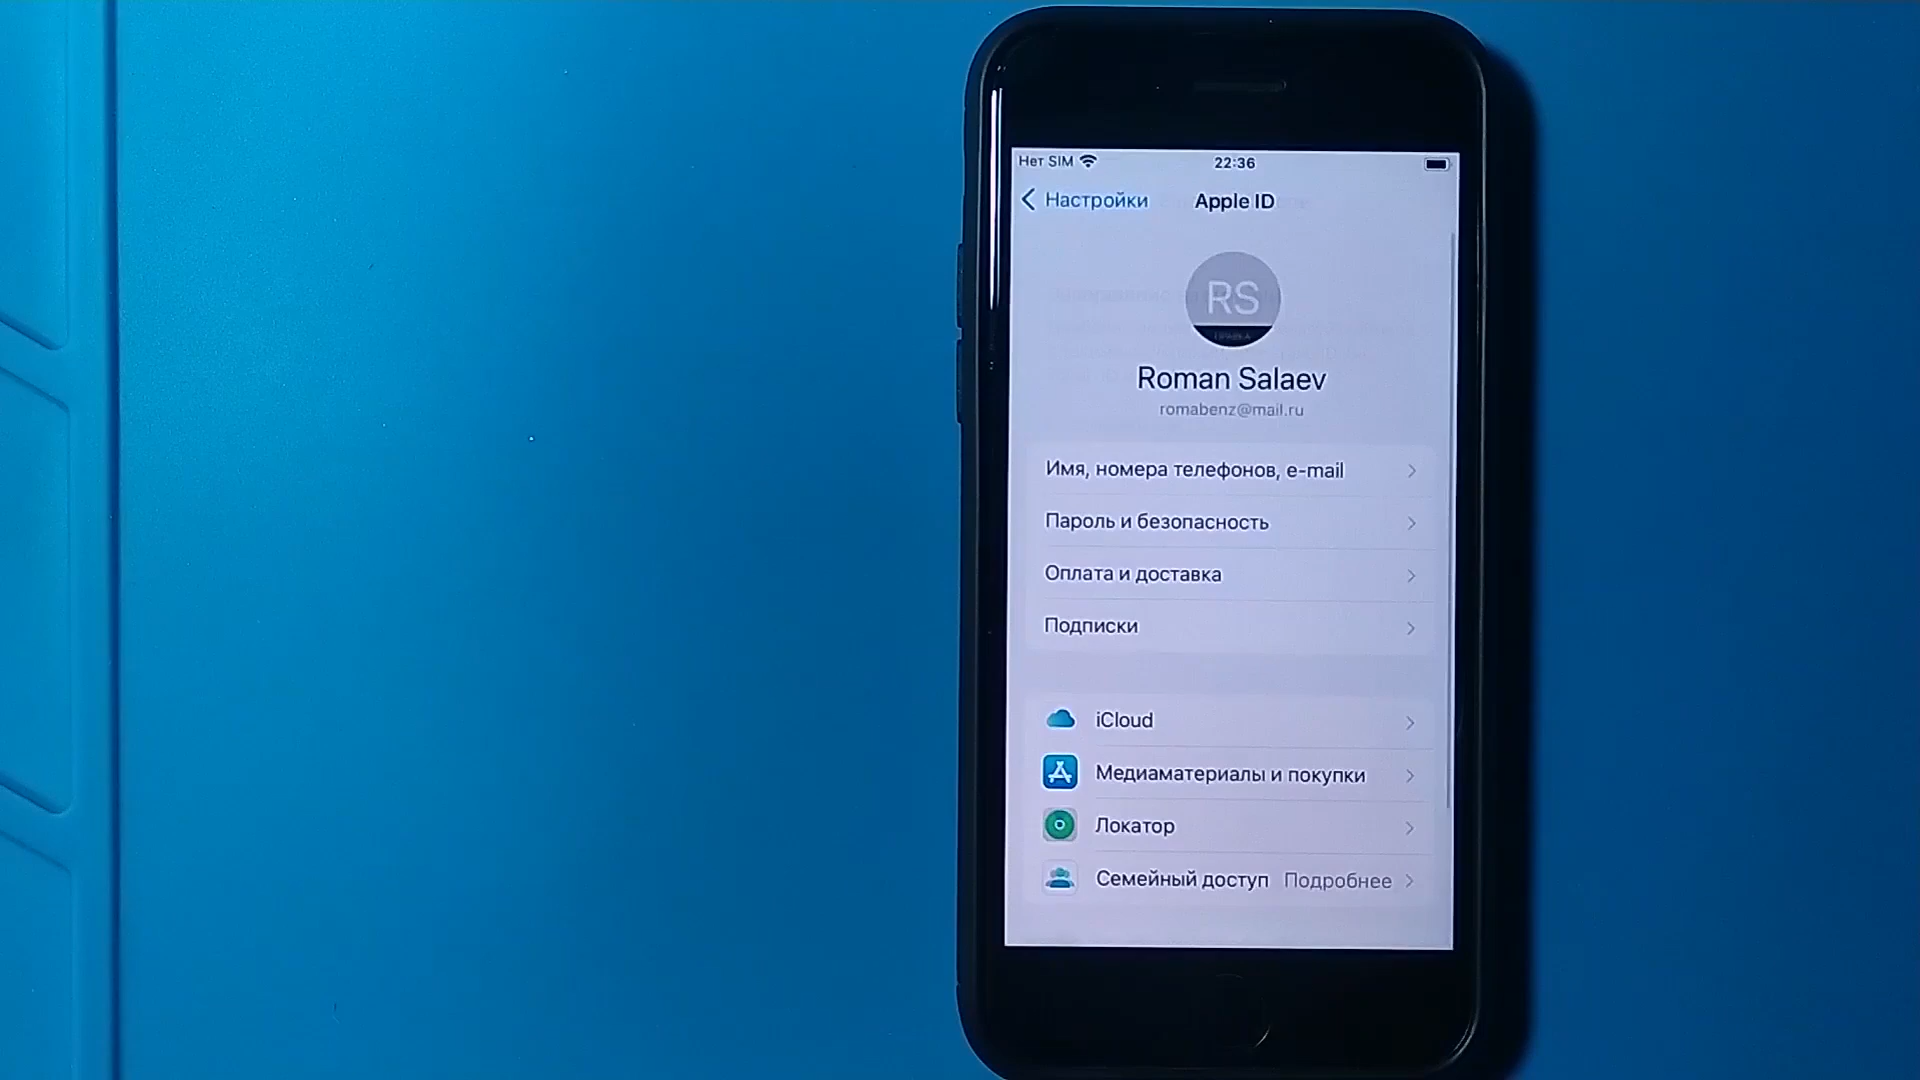 Нет SIM 22:36
Настройки Apple ID
RS
ПРАВКА
Roman Salaev
romabenz@mail.ru
Имя, номера телефонов, e-mail
Пароль и безопасность
Оплата и доставка
Подписки
iCloud
Медиаматериалы и покупки
Локатор
Семейный доступ Подробнее